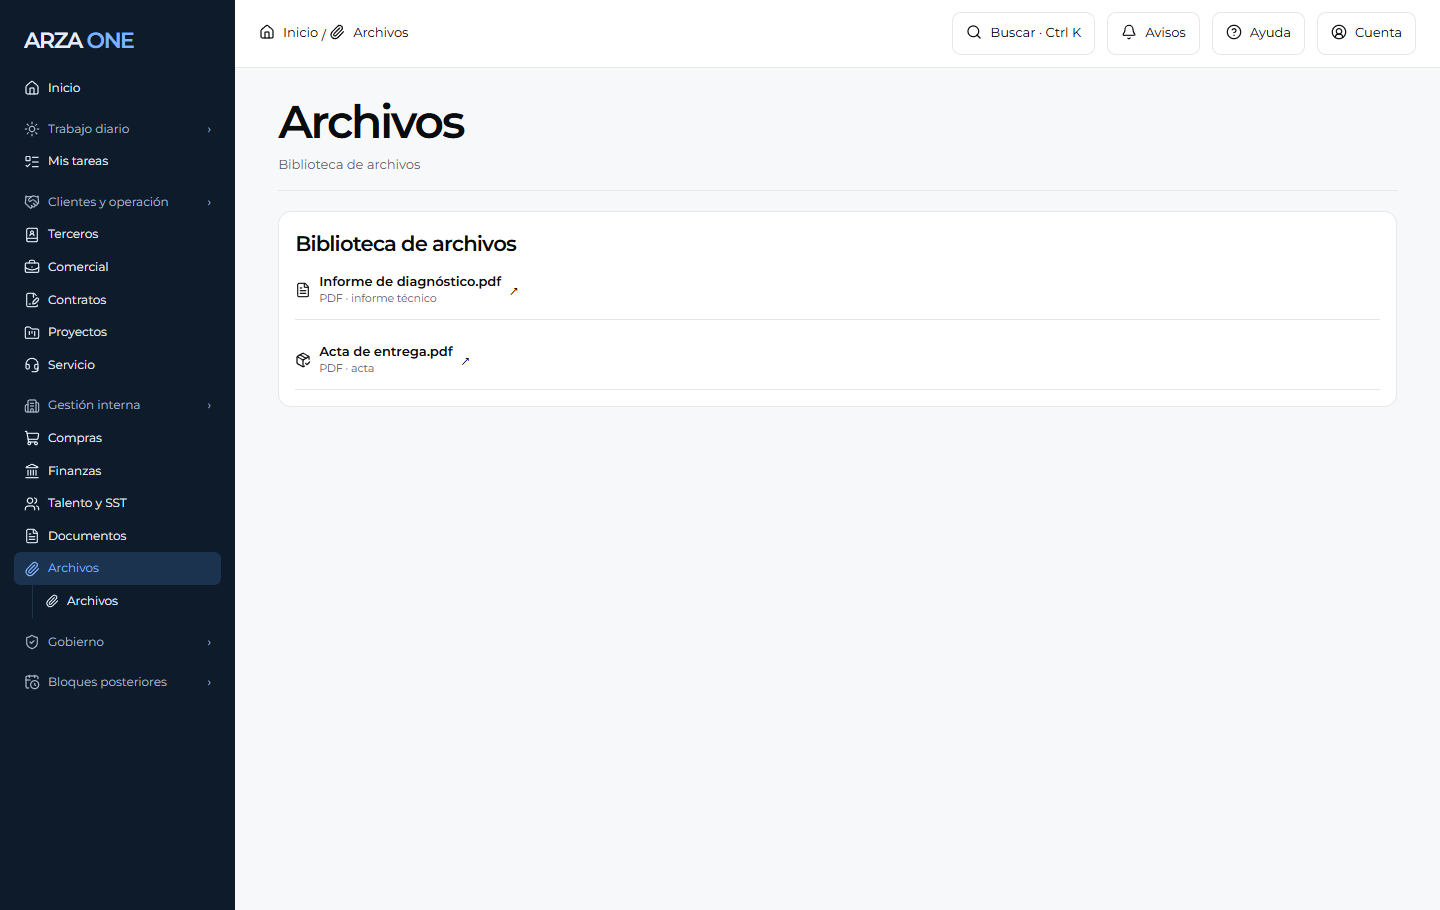 ARZA ONE
Inicio
Trabajo diario ›
Mis tareas
Clientes y operación ›
Terceros
Comercial
Contratos
Proyectos
Servicio
Gestión interna ›
Compras
Finanzas
Talento y SST
Documentos
Archivos
Archivos
Gobierno ›
Bloques posteriores ›
Inicio / Archivos
Buscar · Ctrl K
Avisos
Ayuda
Cuenta
Archivos
Biblioteca de archivos
Biblioteca de archivos
Informe de diagnóstico.pdf
PDF · informe técnico
↗
Acta de entrega.pdf
PDF · acta
↗